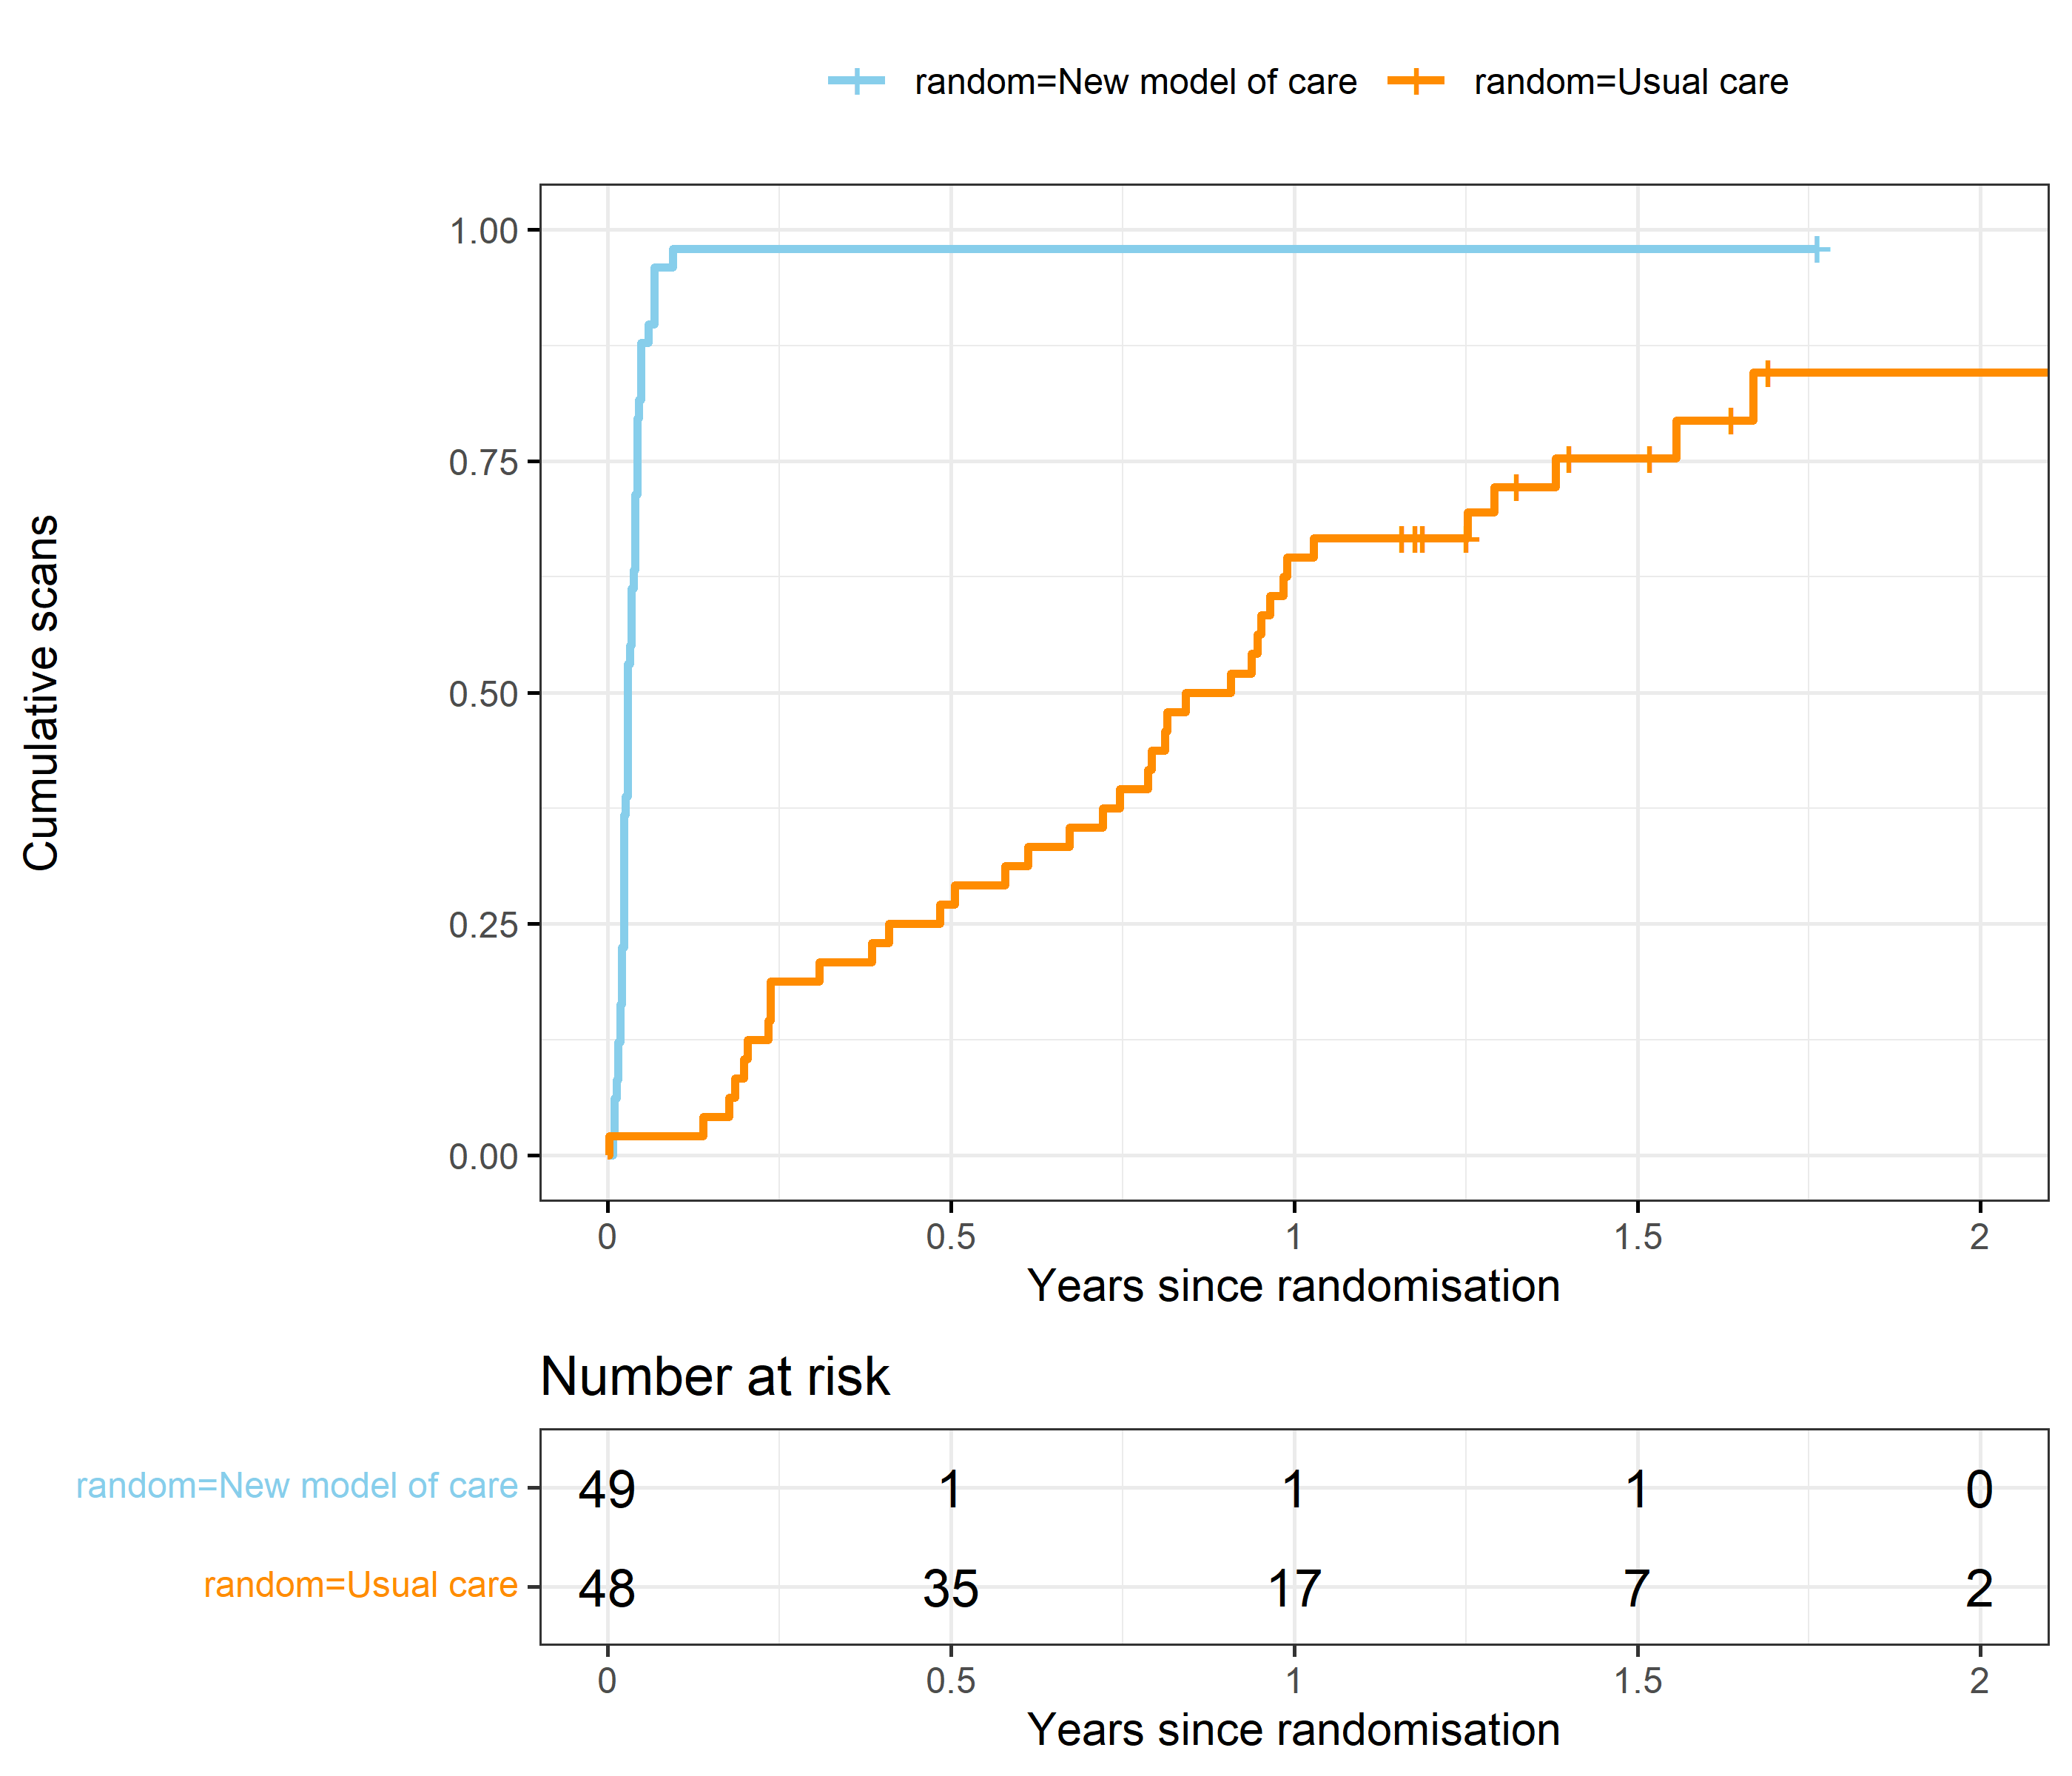 random=New model of care random=Usual care
1.00
0.75
0.50
0.25
0.00
Cumulative scans
0 0.5 1 1.5 2
Years since randomisation
Number at risk
random=New model of care 49 1 1 1 0
random=Usual care 48 35 17 7 2
0 0.5 1 1.5 2
Years since randomisation